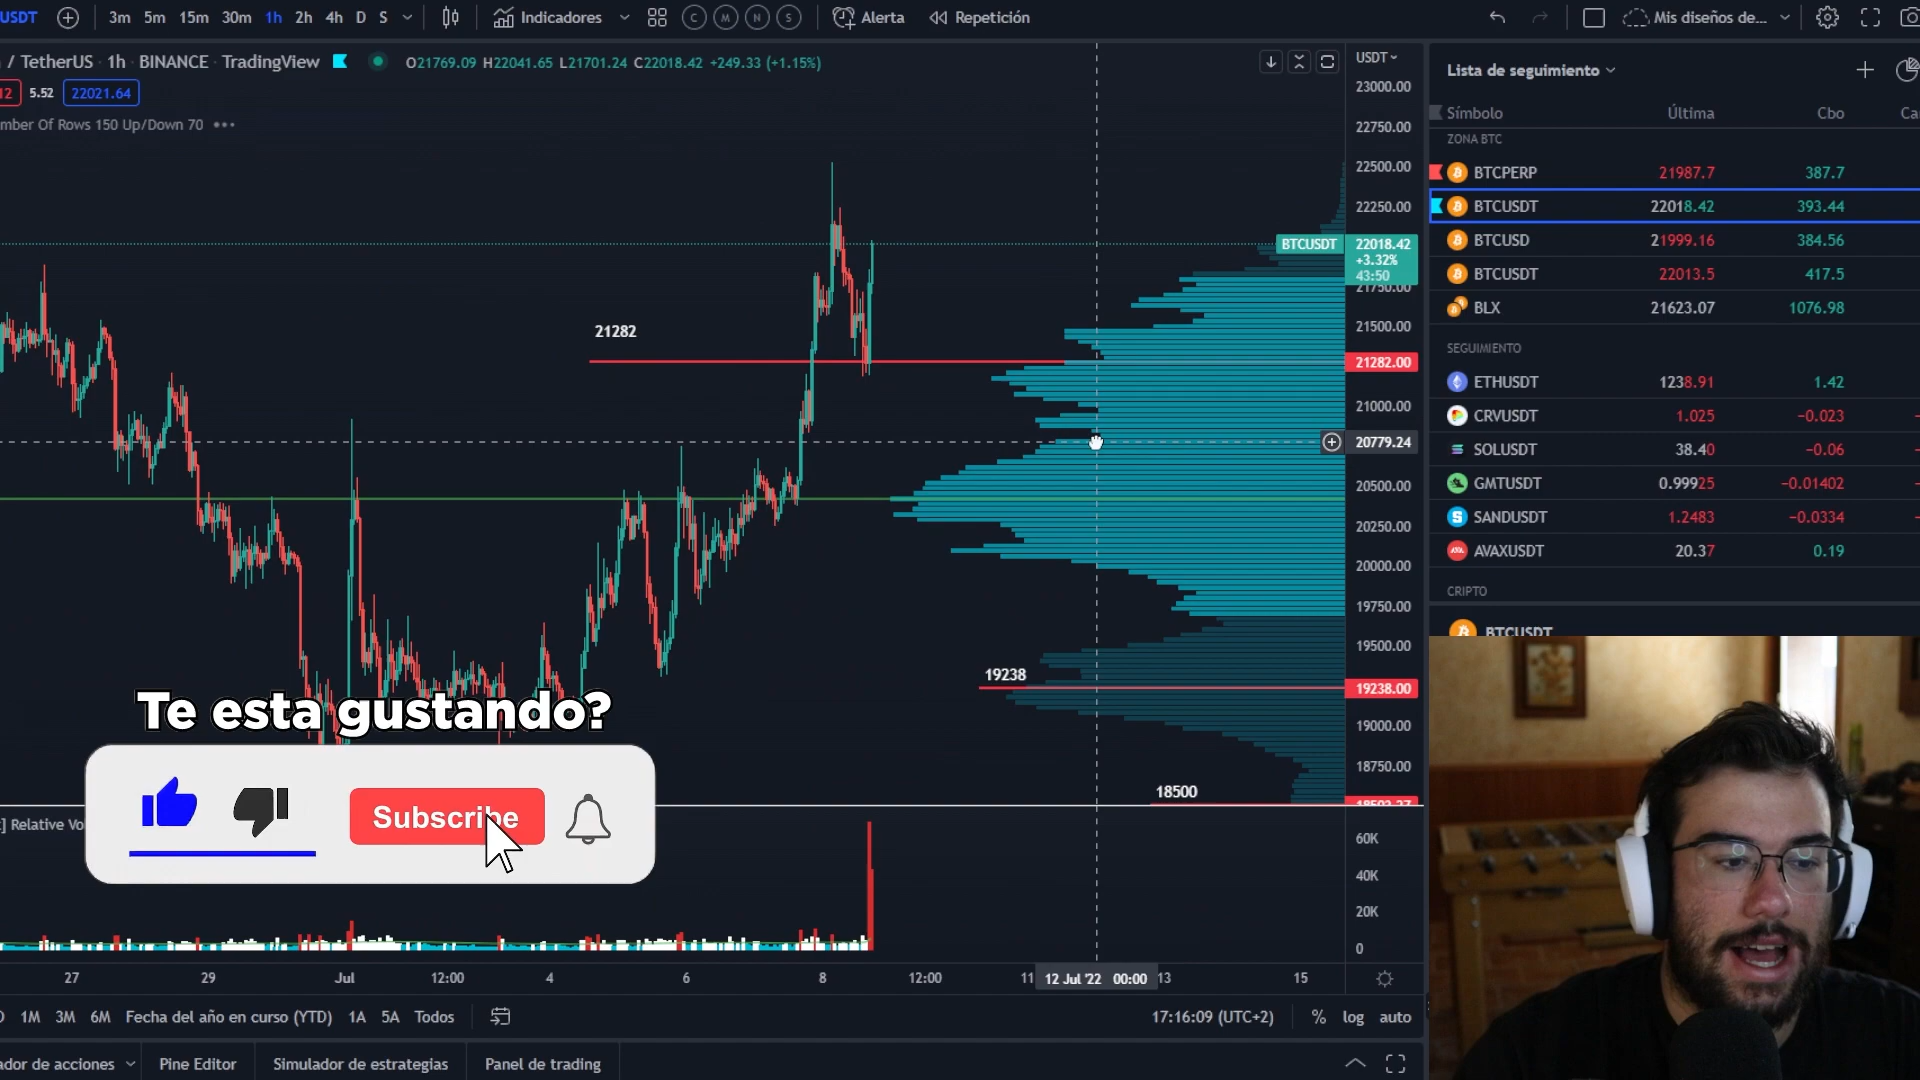 USDT 3m 5m 15m 30m 1h 2h 4h D S Indicadores C M N S Alerta Repetición Mis diseños de...
/ TetherUS · 1h · BINANCE · TradingView O21769.09 H22041.65 L21701.24 C22018.42 +249.33 (+1.15%)
12 5.52 22021.64
mber Of Rows 150 Up/Down 70 •••
USDT
23000.00
22750.00
22500.00
22250.00
BTCUSDT 22018.42
+3.32%
43:50
21750.00
21500.00
21282
21282.00
21000.00
20779.24
20500.00
20250.00
20000.00
19750.00
19500.00
19238
19238.00
19000.00
18750.00
18500
Te esta gustando?
Subscribe
] Relative Vo
60K
40K
20K
0
27 29 Jul 12:00 4 6 8 12:00 11 12 Jul '22 00:00 13 15
1M 3M 6M Fecha del año en curso (YTD) 1A 5A Todos 17:16:09 (UTC+2) % log auto
ador de acciones Pine Editor Simulador de estrategias Panel de trading
Lista de seguimiento
Símbolo Última Cbo Ca
ZONA BTC
BTCPERP 21987.7 387.7
BTCUSDT 22018.42 393.44
BTCUSD 21999.16 384.56
BTCUSDT 22013.5 417.5
BLX 21623.07 1076.98
SEGUIMIENTO
ETHUSDT 1238.91 1.42
CRVUSDT 1.025 −0.023
SOLUSDT 38.40 −0.06
GMTUSDT 0.99925 −0.01402
SANDUSDT 1.2483 −0.0334
AVAXUSDT 20.37 0.19
CRIPTO
BTCUSDT